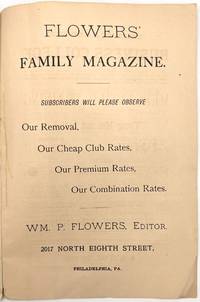 FLOWERS'
FAMILY MAGAZINE.
SUBSCRIBERS WILL PLEASE OBSERVE
Our Removal,
Our Cheap Club Rates,
Our Premium Rates,
Our Combination Rates.
WM. P. FLOWERS, EDITOR.
2017 NORTH EIGHTH STREET,
PHILADELPHIA, PA.